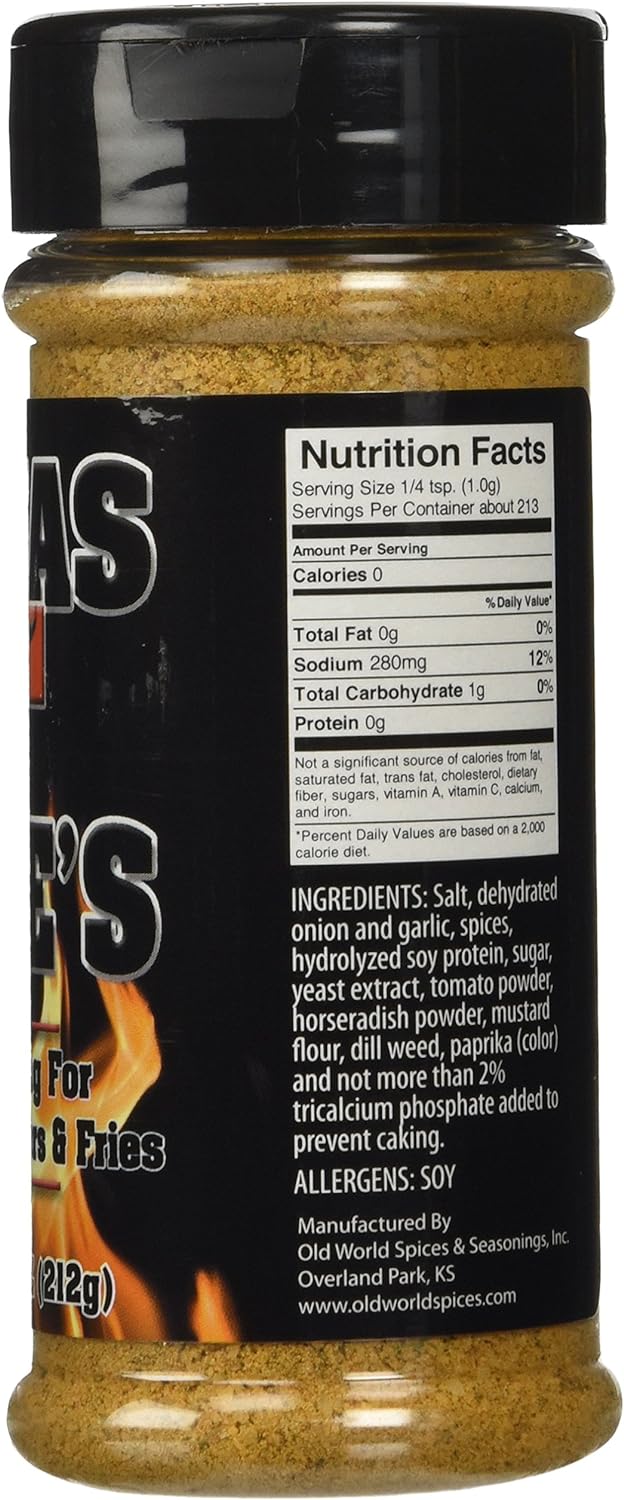 AS
Y
E'S
g For
rs & Fries
(212g)
Nutrition Facts
Serving Size 1/4 tsp. (1.0g)
Servings Per Container about 213
Amount Per Serving
Calories 0
% Daily Value*
Total Fat 0g 0%
Sodium 280mg 12%
Total Carbohydrate 1g 0%
Protein 0g
Not a significant source of calories from fat,
saturated fat, trans fat, cholesterol, dietary
fiber, sugars, vitamin A, vitamin C, calcium,
and iron.
*Percent Daily Values are based on a 2,000
calorie diet.
INGREDIENTS: Salt, dehydrated
onion and garlic, spices,
hydrolyzed soy protein, sugar,
yeast extract, tomato powder,
horseradish powder, mustard
flour, dill weed, paprika (color)
and not more than 2%
tricalcium phosphate added to
prevent caking.
ALLERGENS: SOY
Manufactured By
Old World Spices & Seasonings, Inc.
Overland Park, KS
www.oldworldspices.com